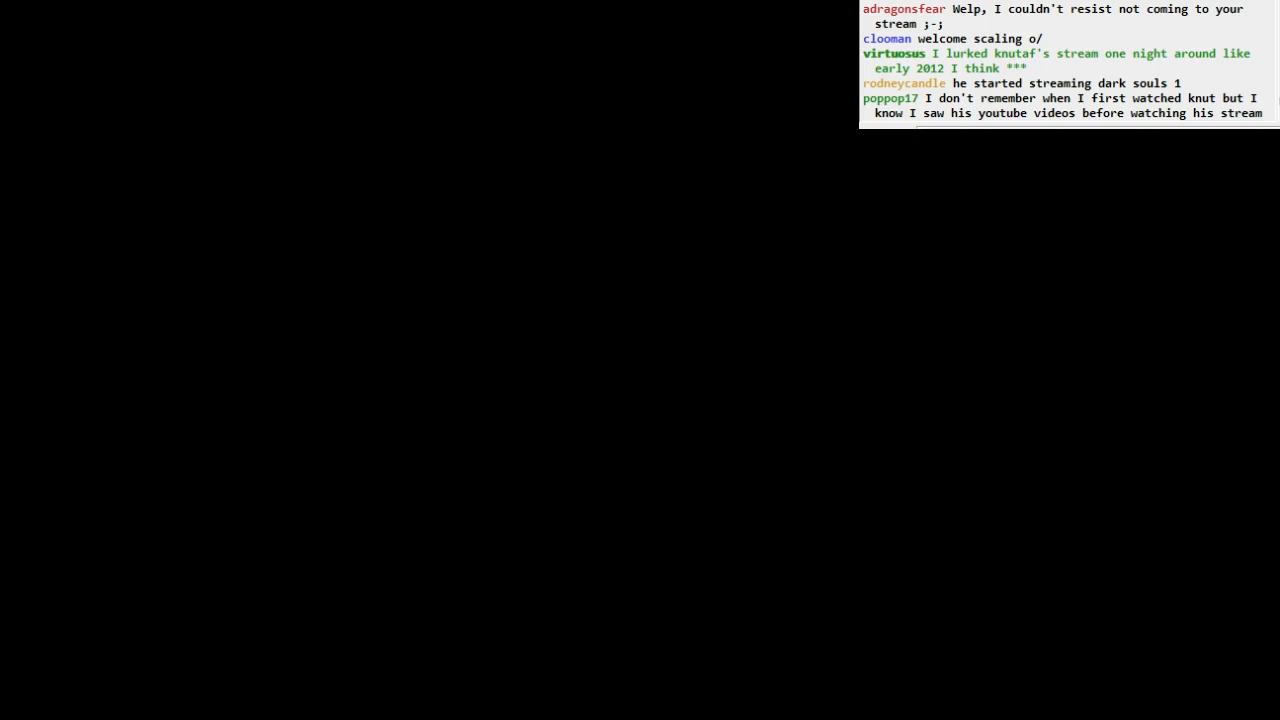 adragonsfear Welp, I couldn't resist not coming to your
stream ;-;
clooman welcome scaling o/
virtuosus I lurked knutaf's stream one night around like
early 2012 I think ***
rodneycandle he started streaming dark souls 1
poppop17 I don't remember when I first watched knut but I
know I saw his youtube videos before watching his stream